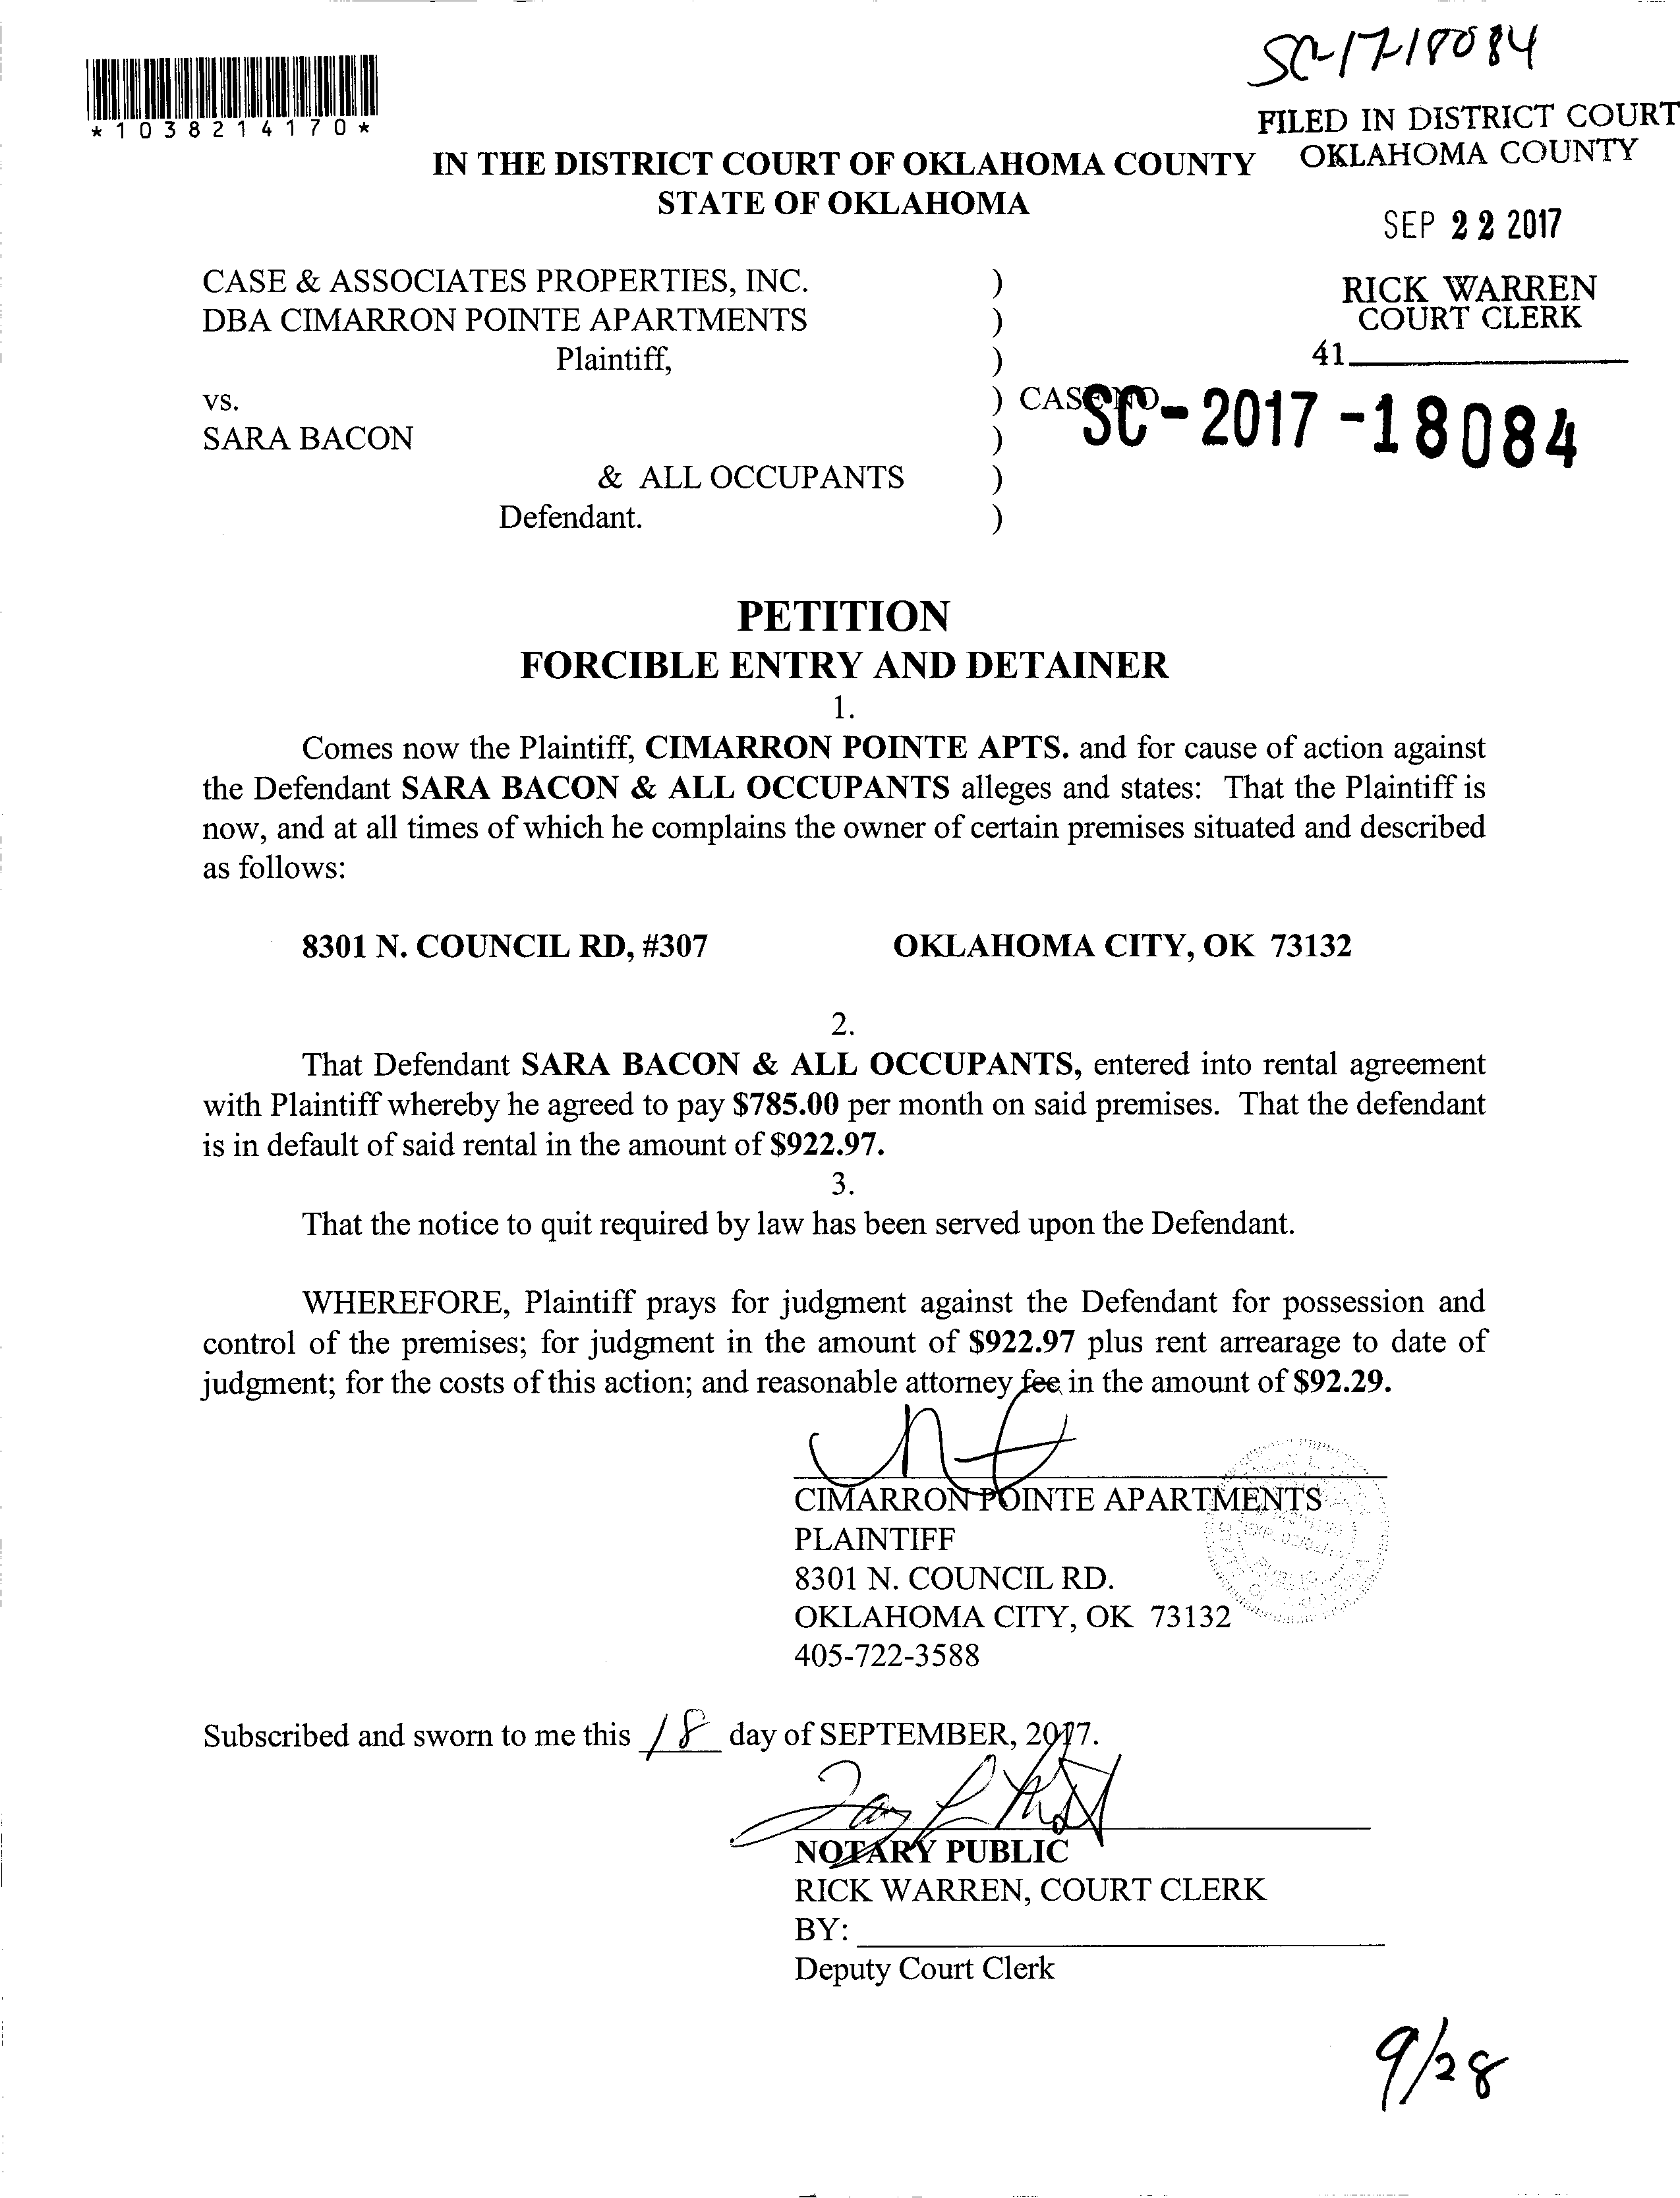 SC-17-18084
*1038214170*
FILED IN DISTRICT COURT
OKLAHOMA COUNTY
IN THE DISTRICT COURT OF OKLAHOMA COUNTY
STATE OF OKLAHOMA
SEP 22 2017
RICK WARREN
COURT CLERK
41
CASE & ASSOCIATES PROPERTIES, INC. )
DBA CIMARRON POINTE APARTMENTS )
Plaintiff, )
vs. ) CASE NO. SC-2017-18084
SARA BACON )
& ALL OCCUPANTS )
Defendant. )
PETITION
FORCIBLE ENTRY AND DETAINER
1.
Comes now the Plaintiff, CIMARRON POINTE APTS. and for cause of action against
the Defendant SARA BACON & ALL OCCUPANTS alleges and states: That the Plaintiff is
now, and at all times of which he complains the owner of certain premises situated and described
as follows:
8301 N. COUNCIL RD, #307 OKLAHOMA CITY, OK 73132
2.
That Defendant SARA BACON & ALL OCCUPANTS, entered into rental agreement
with Plaintiff whereby he agreed to pay $785.00 per month on said premises. That the defendant
is in default of said rental in the amount of $922.97.
3.
That the notice to quit required by law has been served upon the Defendant.
WHEREFORE, Plaintiff prays for judgment against the Defendant for possession and
control of the premises; for judgment in the amount of $922.97 plus rent arrearage to date of
judgment; for the costs of this action; and reasonable attorney fee in the amount of $92.29.
CIMARRON POINTE APARTMENTS
PLAINTIFF
8301 N. COUNCIL RD.
OKLAHOMA CITY, OK 73132
405-722-3588
Subscribed and sworn to me this 18 day of SEPTEMBER, 2017.
NOTARY PUBLIC
RICK WARREN, COURT CLERK
BY:
Deputy Court Clerk
9/28